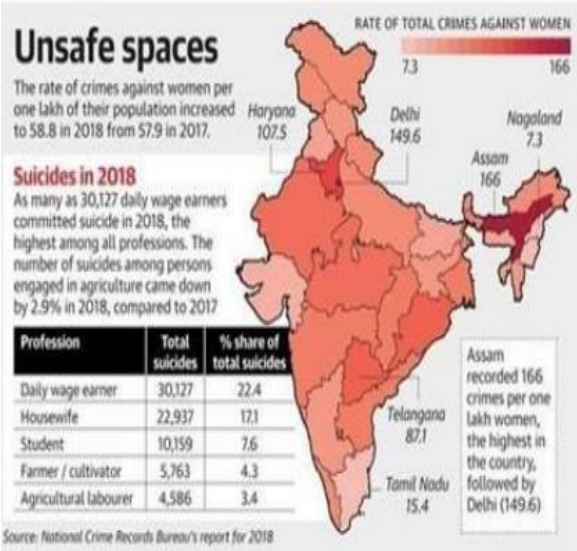 Unsafe spaces
The rate of crimes against women per
one lakh of their population increased
to 58.8 in 2018 from 57.9 in 2017.
Suicides in 2018
As many as 30,127 daily wage earners
committed suicide in 2018, the
highest among all professions. The
number of suicides among persons
engaged in agriculture came down
by 2.9% in 2018, compared to 2017
Profession Total suicides % share of total suicides
Daily wage earner 30,127 22.4
Housewife 22,937 17.1
Student 10,159 7.6
Farmer / cultivator 5,763 4.3
Agricultural labourer 4,586 3.4
RATE OF TOTAL CRIMES AGAINST WOMEN
7.3 166
Haryana
107.5
Delhi
149.6
Nagaland
7.3
Assam
166
Telangana
87.1
Tamil Nadu
15.4
Assam
recorded 166
crimes per one
lakh women,
the highest in
the country,
followed by
Delhi (149.6)
Source: National Crime Records Bureau's report for 2018